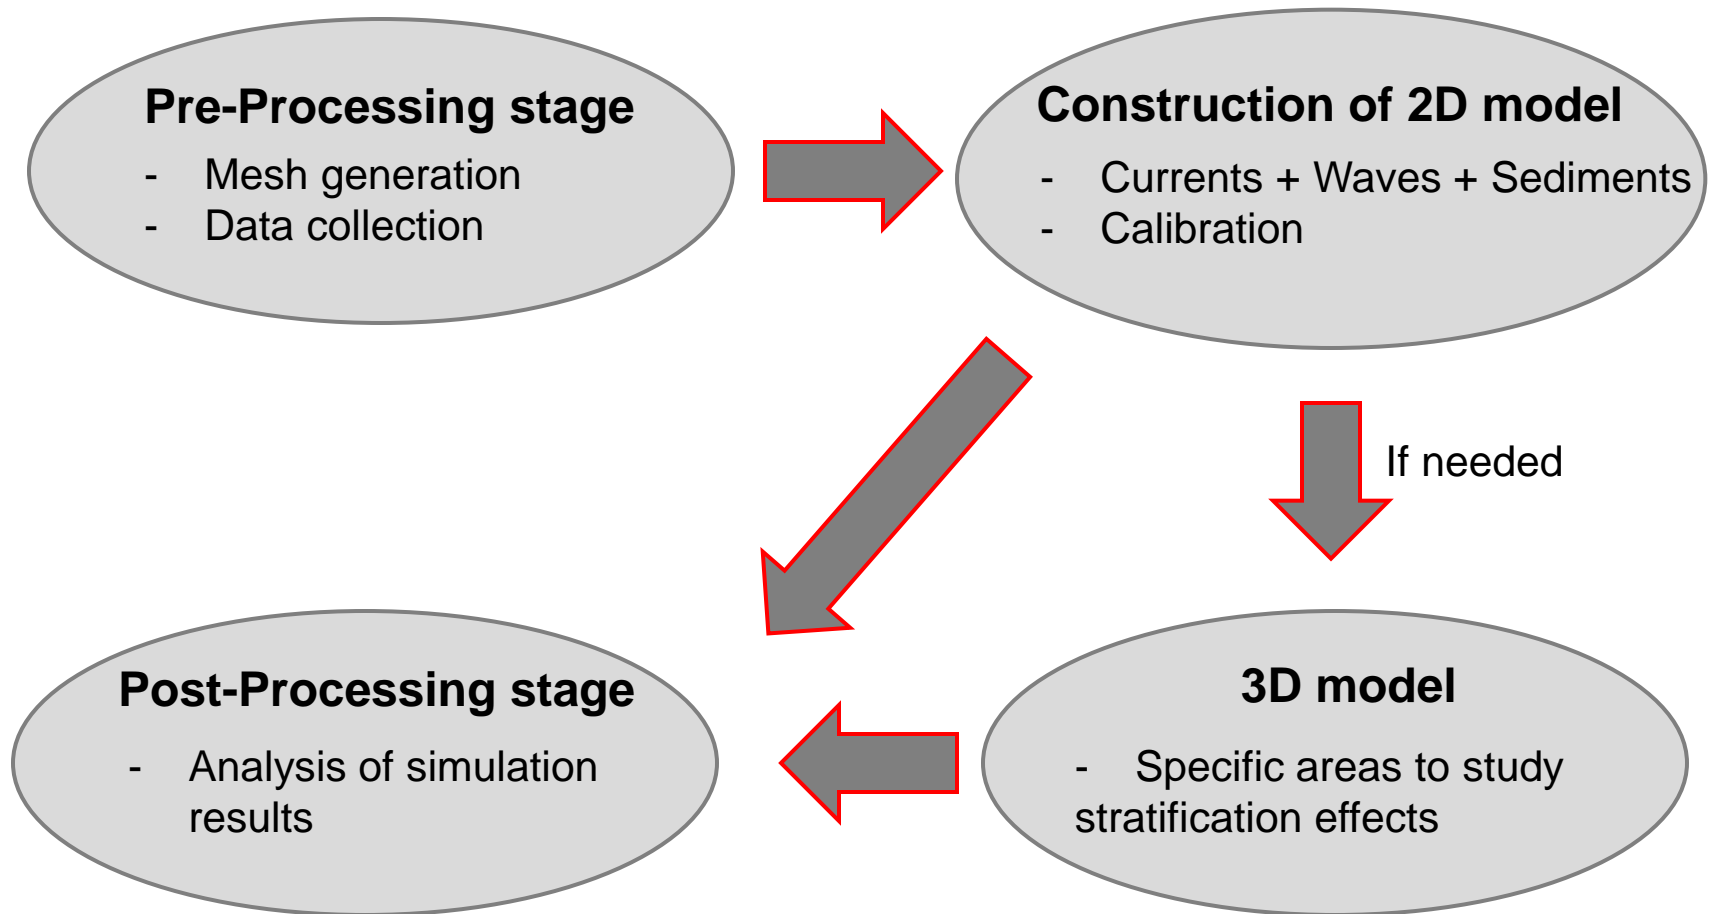 Pre-Processing stage
- Mesh generation
- Data collection
Construction of 2D model
- Currents + Waves + Sediments
- Calibration
If needed
Post-Processing stage
- Analysis of simulation
results
3D model
- Specific areas to study
stratification effects